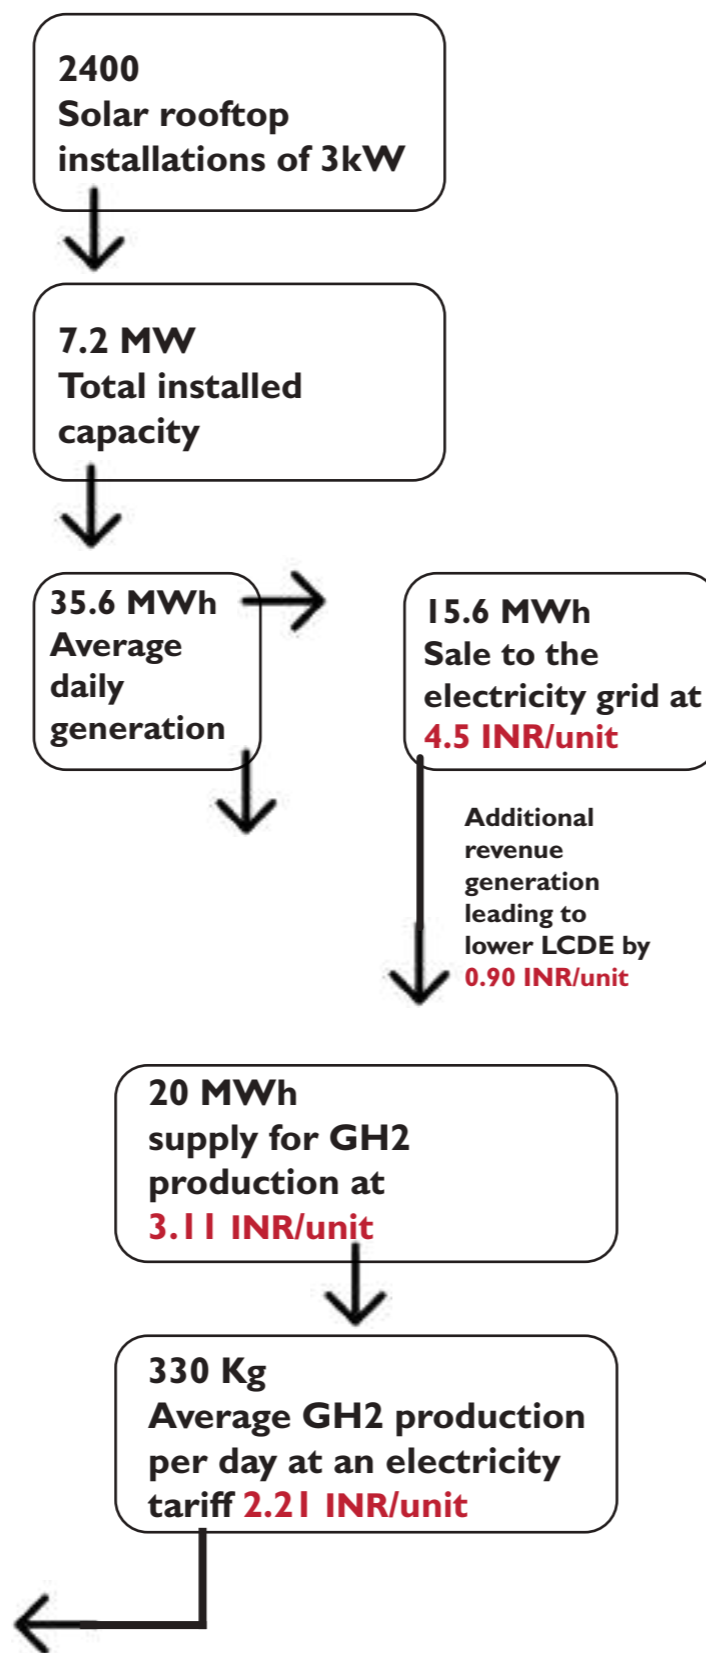 2400
Solar rooftop
installations of 3kW
7.2 MW
Total installed
capacity
35.6 MWh
Average
daily
generation
15.6 MWh
Sale to the
electricity grid at
4.5 INR/unit
Additional
revenue
generation
leading to
lower LCDE by
0.90 INR/unit
20 MWh
supply for GH2
production at
3.11 INR/unit
330 Kg
Average GH2 production
per day at an electricity
tariff 2.21 INR/unit